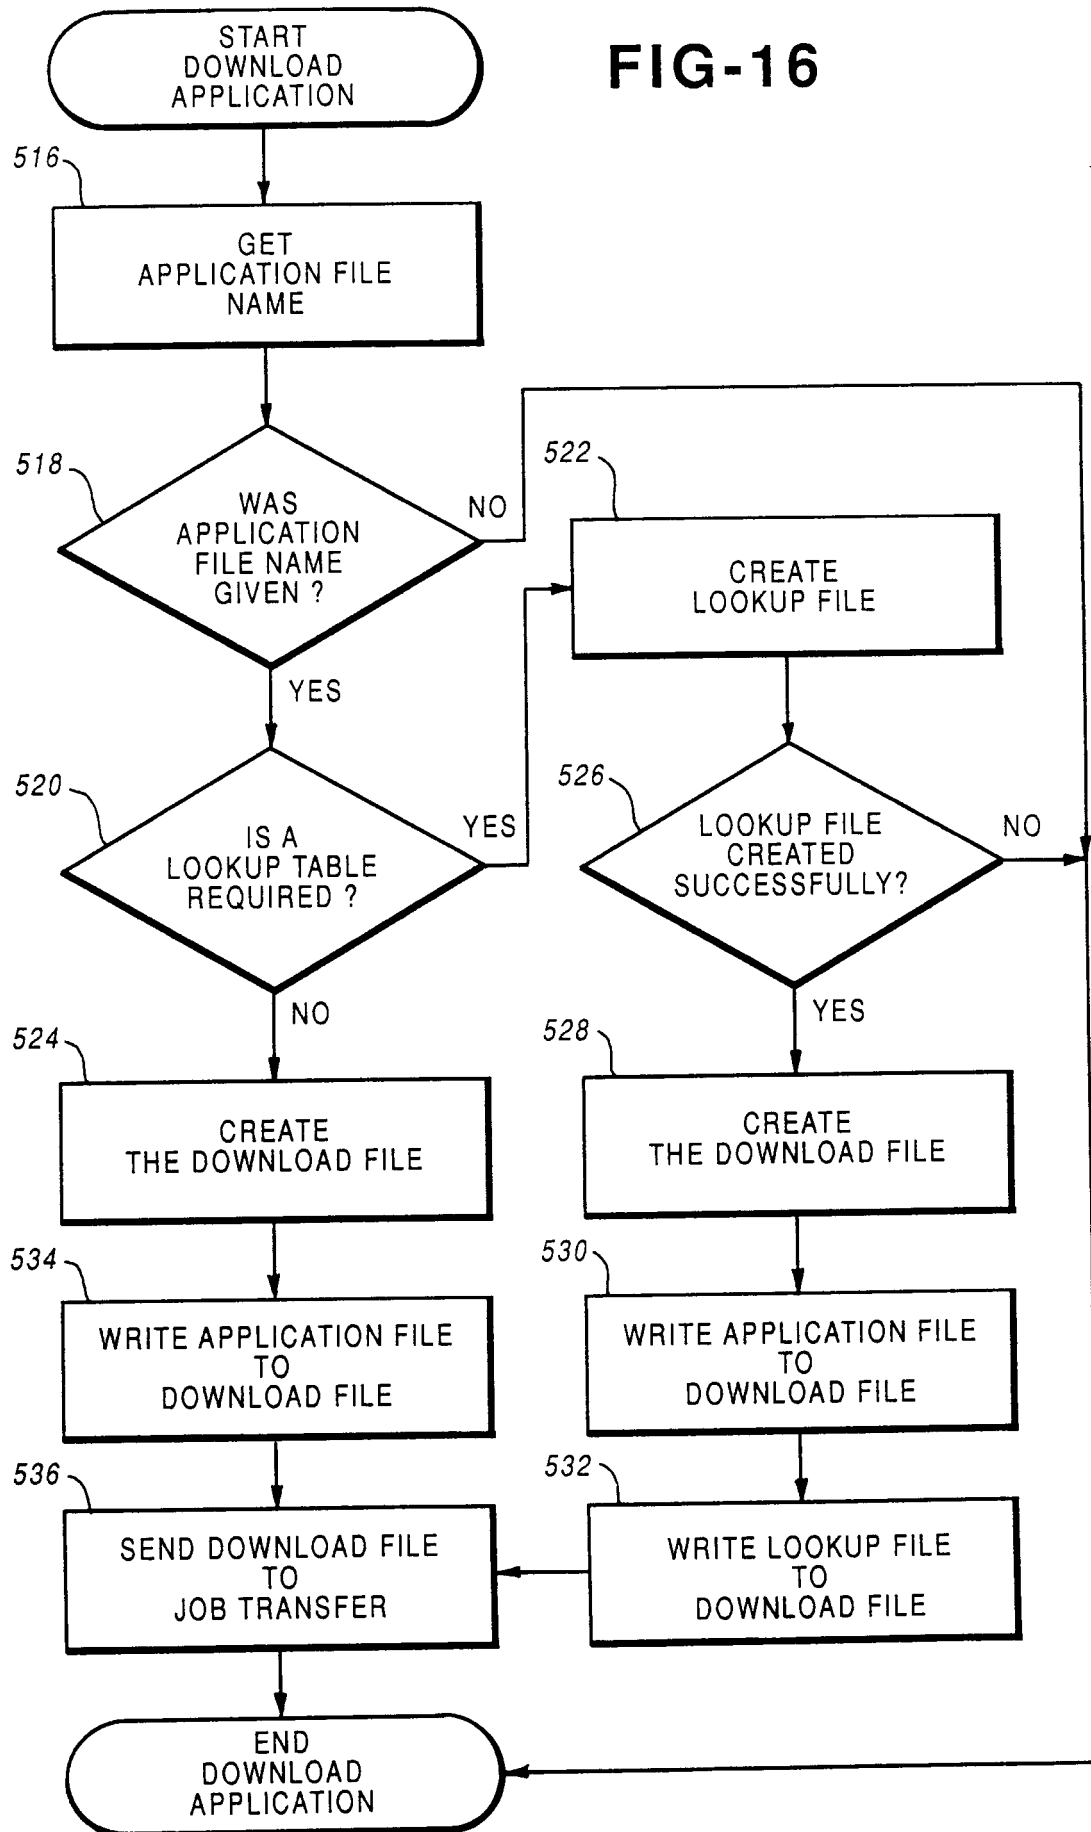 START
DOWNLOAD
APPLICATION
FIG-16
516
GET
APPLICATION FILE
NAME
518
WAS
APPLICATION
FILE NAME
GIVEN ?
NO
YES
522
CREATE
LOOKUP FILE
520
IS A
LOOKUP TABLE
REQUIRED ?
YES
NO
526
LOOKUP FILE
CREATED
SUCCESSFULLY?
NO
YES
524
CREATE
THE DOWNLOAD FILE
528
CREATE
THE DOWNLOAD FILE
534
WRITE APPLICATION FILE
TO
DOWNLOAD FILE
530
WRITE APPLICATION FILE
TO
DOWNLOAD FILE
536
SEND DOWNLOAD FILE
TO
JOB TRANSFER
532
WRITE LOOKUP FILE
TO
DOWNLOAD FILE
END
DOWNLOAD
APPLICATION